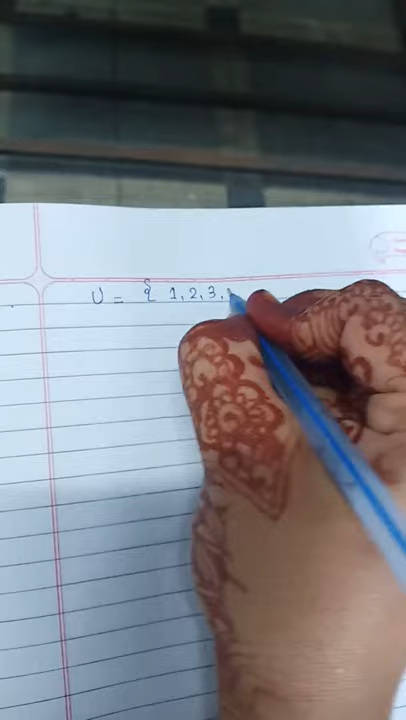 U = { 1, 2, 3,